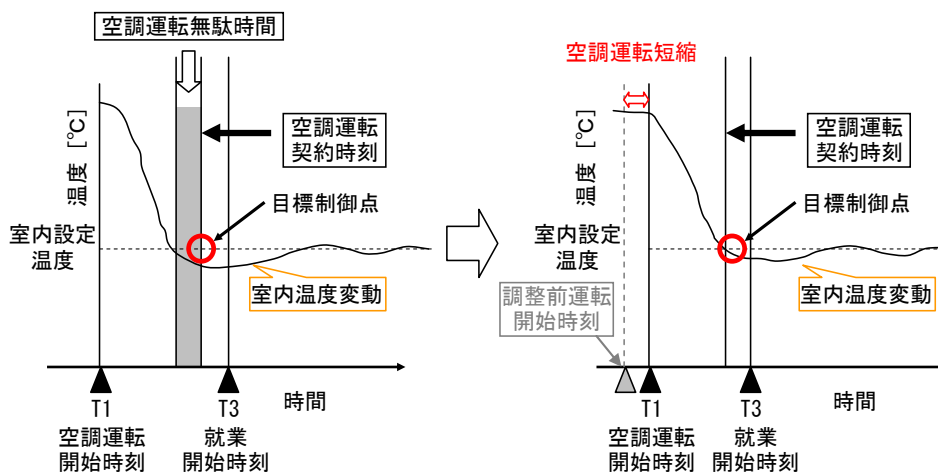 空調運転無駄時間
温度 [℃]
空調運転
契約時刻
目標制御点
室内設定
温度
室内温度変動
T1
T3
時間
空調運転
開始時刻
就業
開始時刻
空調運転短縮
温度 [℃]
空調運転
契約時刻
目標制御点
室内設定
温度
室内温度変動
調整前運転
開始時刻
T1
T3
時間
空調運転
開始時刻
就業
開始時刻